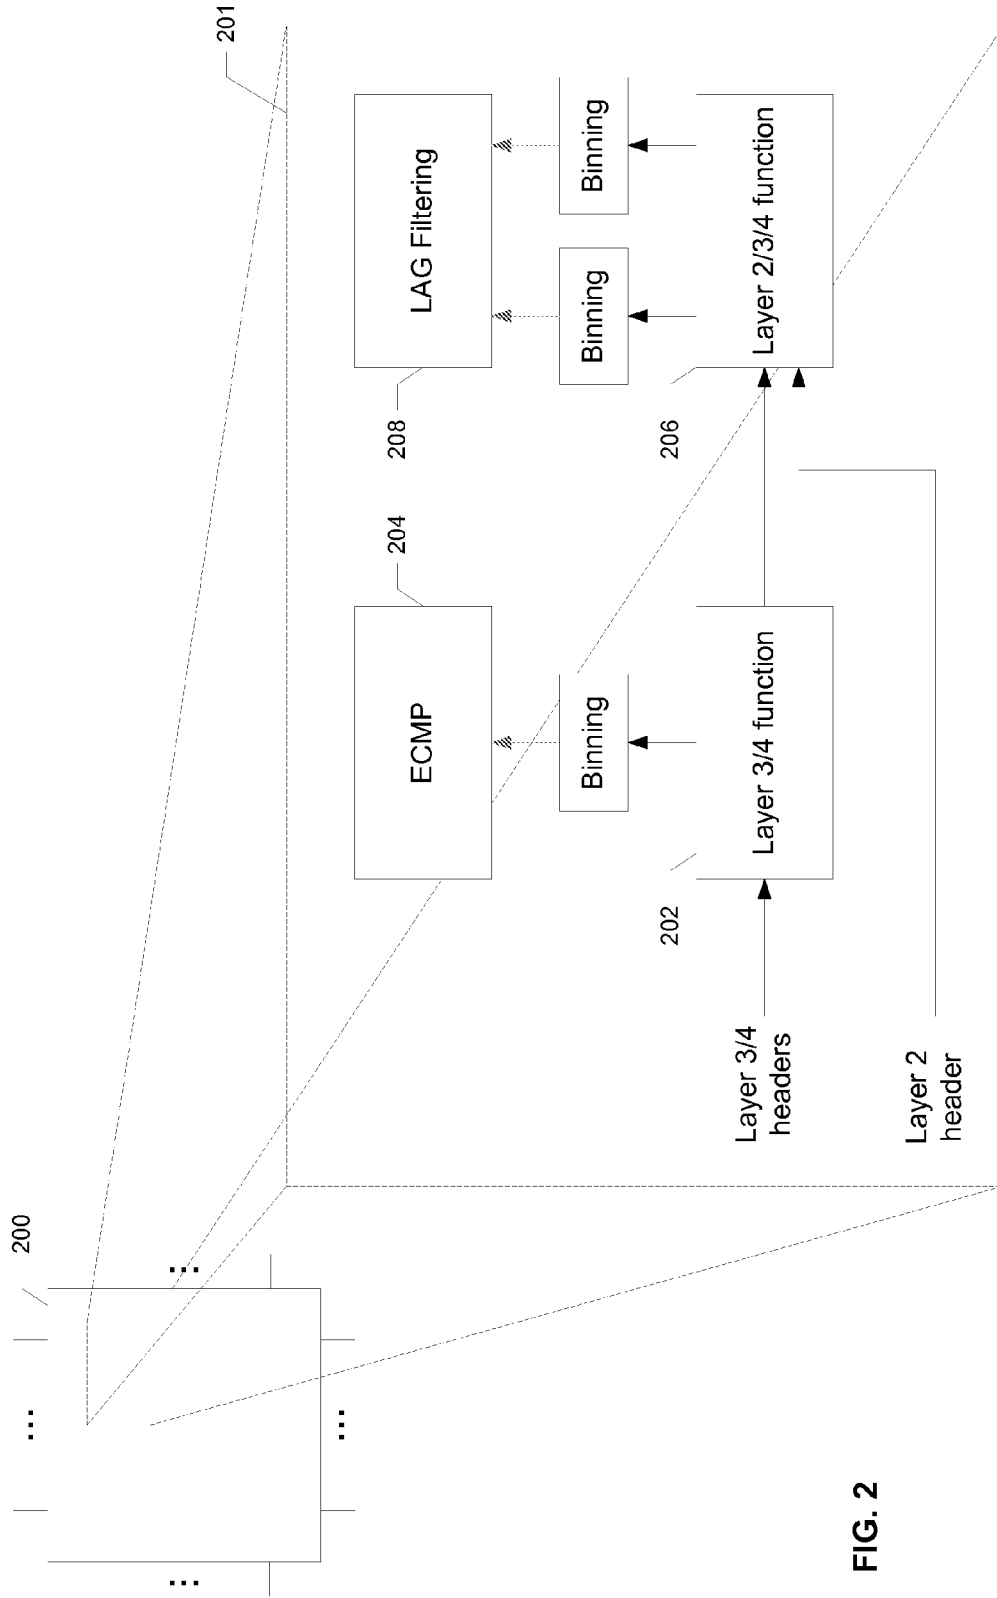 200
...
...
...
...
201
ECMP
204
LAG Filtering
208
Binning
Binning
Binning
Layer 3/4 function
202
Layer 2/3/4 function
206
Layer 3/4
headers
Layer 2
header
FIG. 2